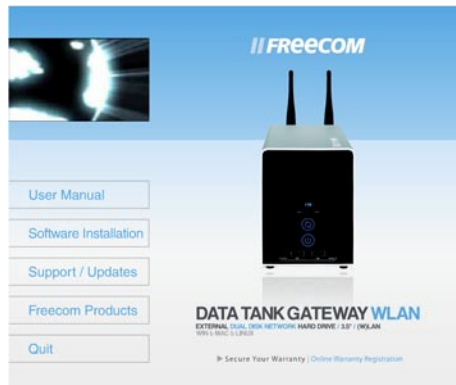 FREECOM
User Manual
Software Installation
Support / Updates
Freecom Products
Quit
DATA TANK GATEWAY WLAN
EXTERNAL DUAL DISK NETWORK HARD DRIVE / 3.5" / (W)LAN
WIN & MAC & LINUX
Secure Your Warranty | Online Warranty Registration